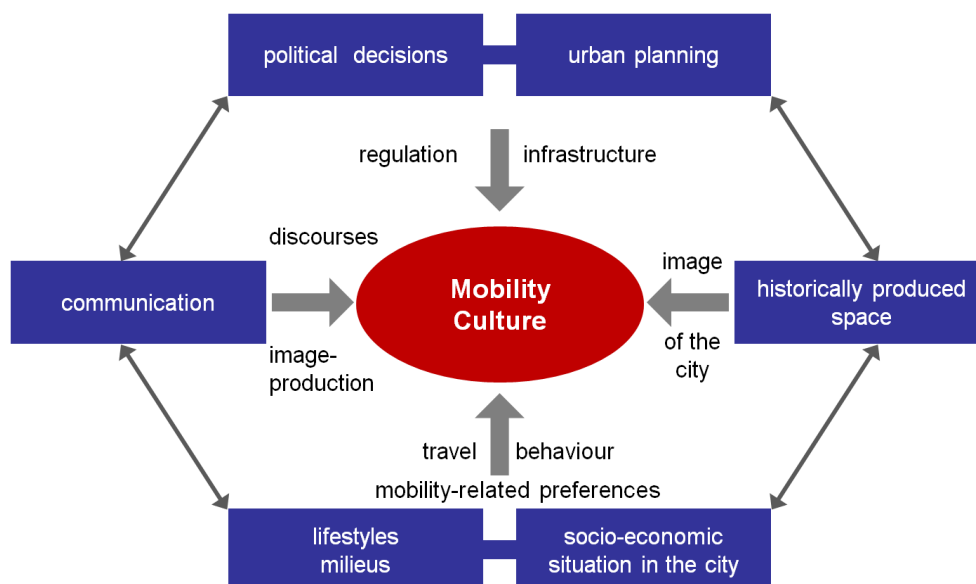 political decisions
urban planning
regulation
infrastructure
discourses
image
communication
Mobility
Culture
historically produced
space
image-
production
of the
city
travel
behaviour
mobility-related preferences
lifestyles
milieus
socio-economic
situation in the city